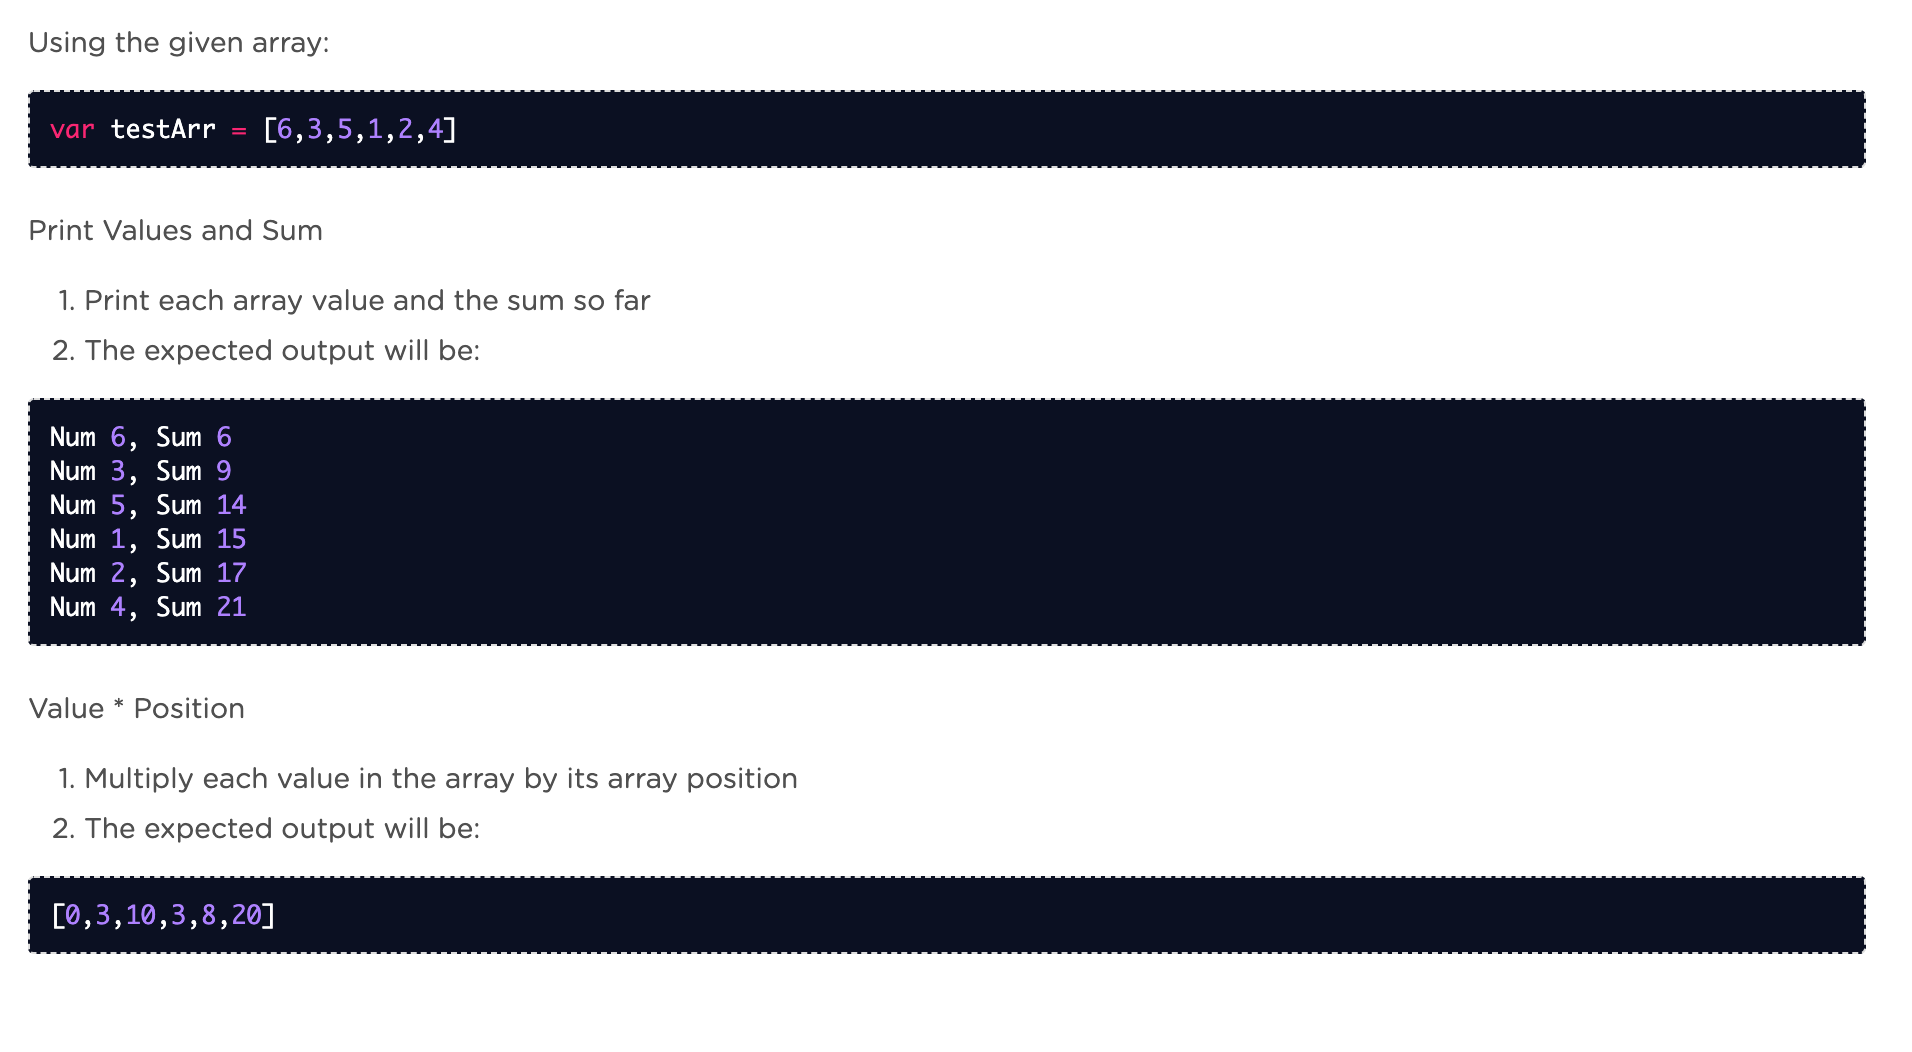 Using the given array:
var testArr = [6,3,5,1,2,4]
Print Values and Sum
1. Print each array value and the sum so far
2. The expected output will be:
Num 6, Sum 6
Num 3, Sum 9
Num 5, Sum 14
Num 1, Sum 15
Num 2, Sum 17
Num 4, Sum 21
Value * Position
1. Multiply each value in the array by its array position
2. The expected output will be:
[0,3,10,3,8,20]